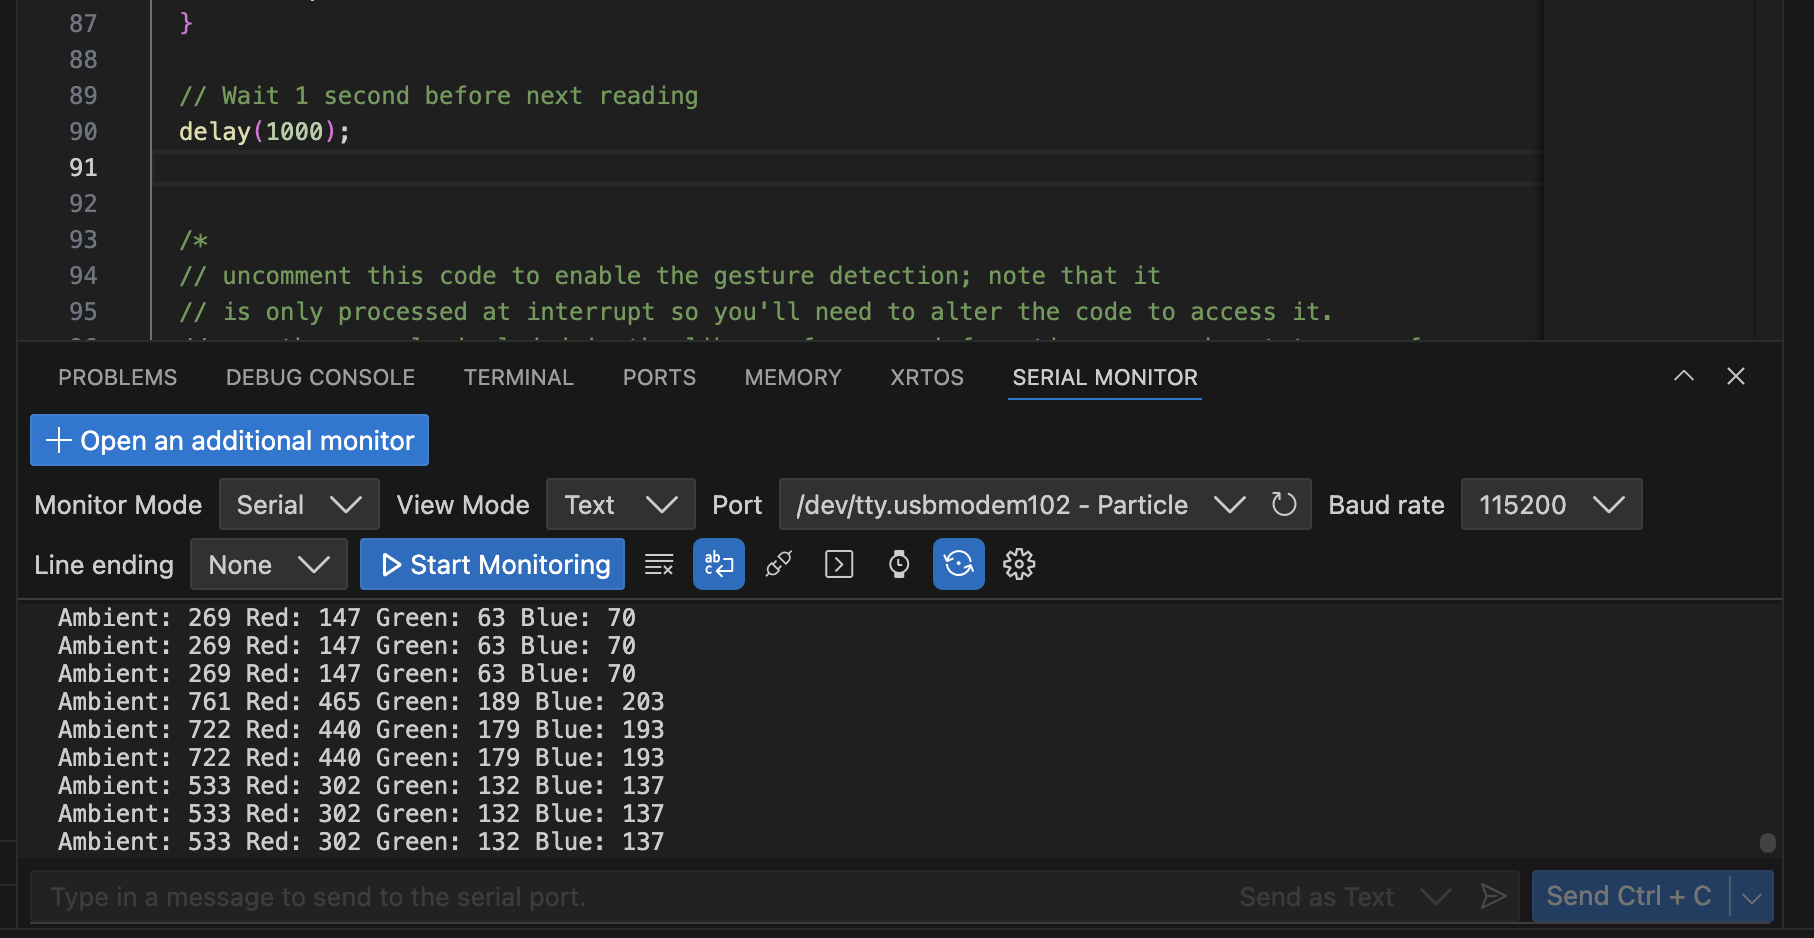 87 }
88
89 // Wait 1 second before next reading
90 delay(1000);
91
92
93 /*
94 // uncomment this code to enable the gesture detection; note that it
95 // is only processed at interrupt so you'll need to alter the code to access it.
PROBLEMS DEBUG CONSOLE TERMINAL PORTS MEMORY XRTOS SERIAL MONITOR
Open an additional monitor
Monitor Mode Serial View Mode Text Port /dev/tty.usbmodem102 - Particle Baud rate 115200
Line ending None Start Monitoring
Ambient: 269 Red: 147 Green: 63 Blue: 70
Ambient: 269 Red: 147 Green: 63 Blue: 70
Ambient: 269 Red: 147 Green: 63 Blue: 70
Ambient: 761 Red: 465 Green: 189 Blue: 203
Ambient: 722 Red: 440 Green: 179 Blue: 193
Ambient: 722 Red: 440 Green: 179 Blue: 193
Ambient: 533 Red: 302 Green: 132 Blue: 137
Ambient: 533 Red: 302 Green: 132 Blue: 137
Ambient: 533 Red: 302 Green: 132 Blue: 137
Type in a message to send to the serial port. Send as Text Send Ctrl + C